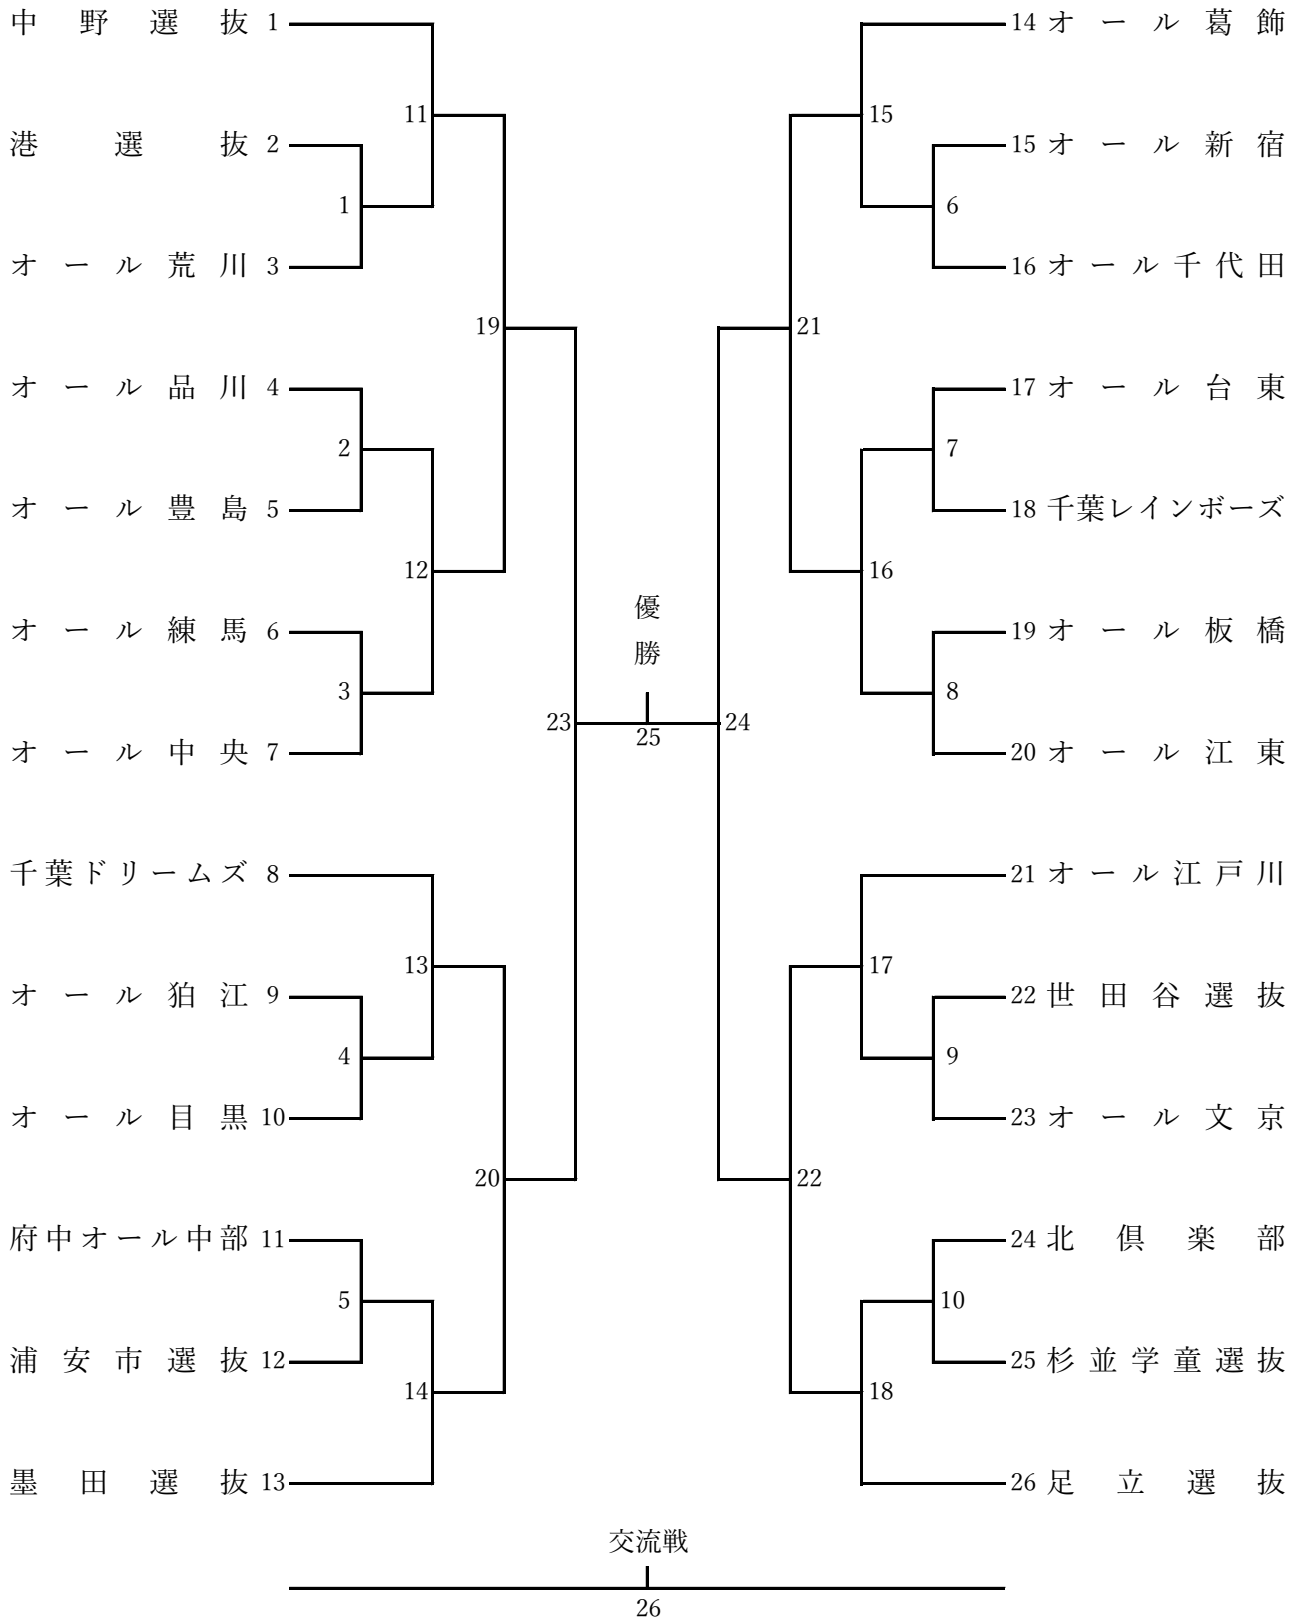 中野選抜 1
11
港選抜 2
1
オール荒川 3
19
オール品川 4
2
オール豊島 5
12
オール練馬 6
3
オール中央 7
23
千葉ドリームズ 8
13
オール狛江 9
4
オール目黒 10
20
府中オール中部 11
5
浦安市選抜 12
14
墨田選抜 13
優
勝
25
14 オール葛飾
15
15 オール新宿
6
16 オール千代田
21
17 オール台東
7
18 千葉レインボーズ
16
19 オール板橋
8
20 オール江東
24
21 オール江戸川
17
22 世田谷選抜
9
23 オール文京
22
24 北倶楽部
10
25 杉並学童選抜
18
26 足立選抜
交流戦
26